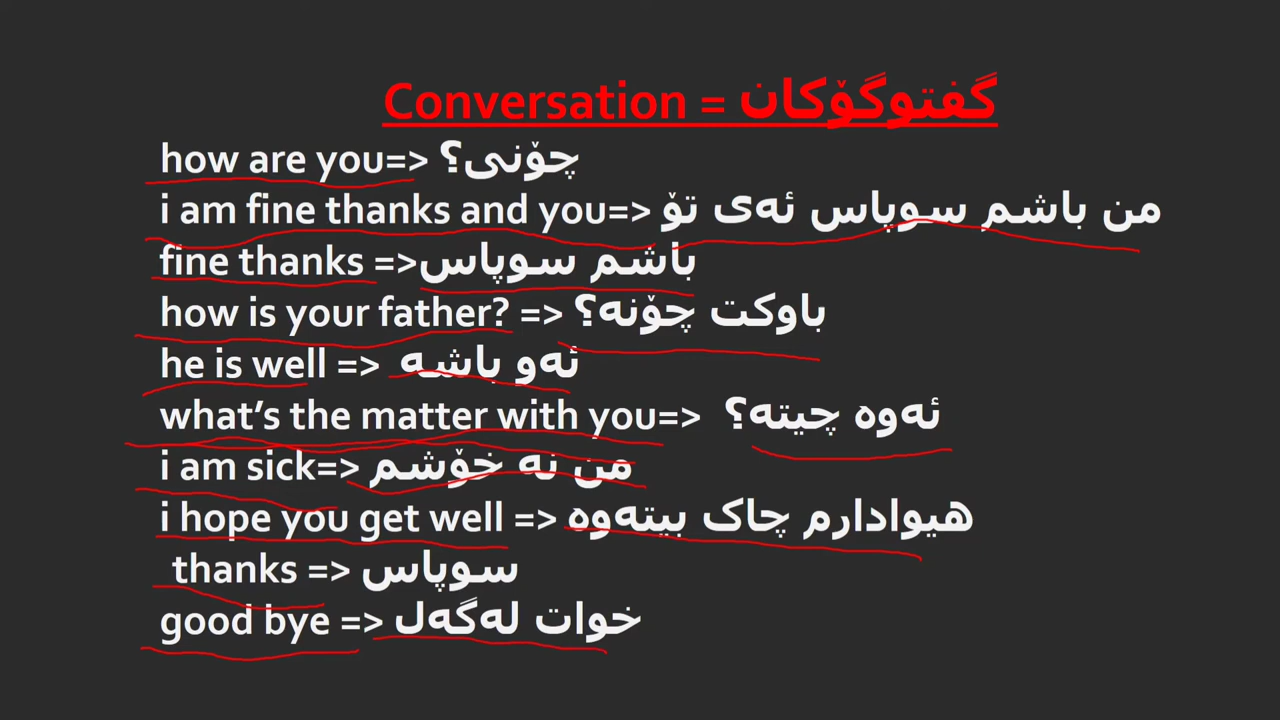 Conversation = گفتوگۆکان
how are you=> چۆنی؟
i am fine thanks and you=> من باشم سوپاس ئەی تۆ
fine thanks =>باشم سوپاس
how is your father? => باوکت چۆنە؟
he is well => ئەو باشە
what’s the matter with you=> ئەوە چیتە؟
i am sick=> من نە خۆشم
i hope you get well => هیوادارم چاک بیتەوە
thanks => سوپاس
good bye => خوات لەگەل